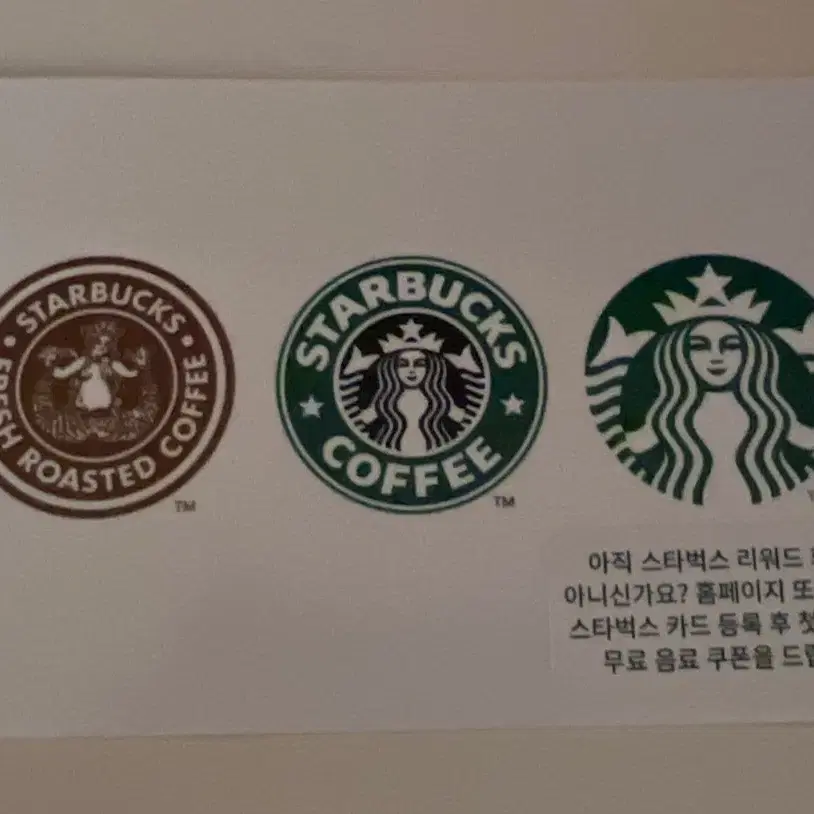 STARBUCKS
FRESH ROASTED COFFEE
TM
STARBUCKS
COFFEE
TM
아직 스타벅스 리워드
아니신가요? 홈페이지 또
스타벅스 카드 등록 후 첫
무료 음료 쿠폰을